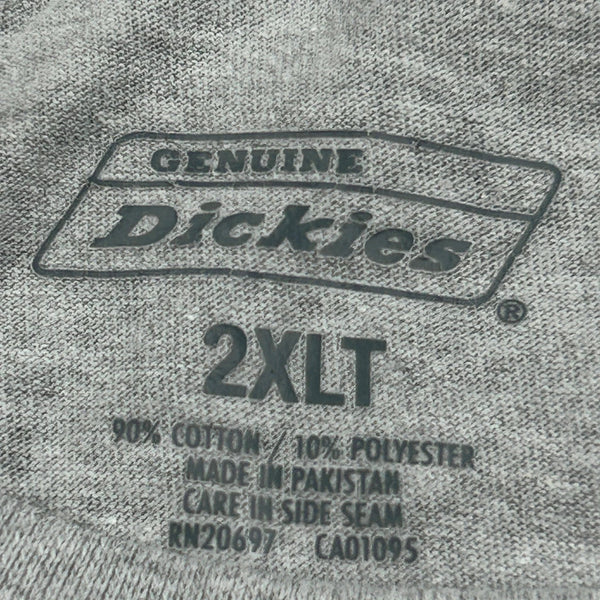 GENUINE
Dickies®
2XLT
90% COTTON / 10% POLYESTER
MADE IN PAKISTAN
CARE IN SIDE SEAM
RN20697 CA01095